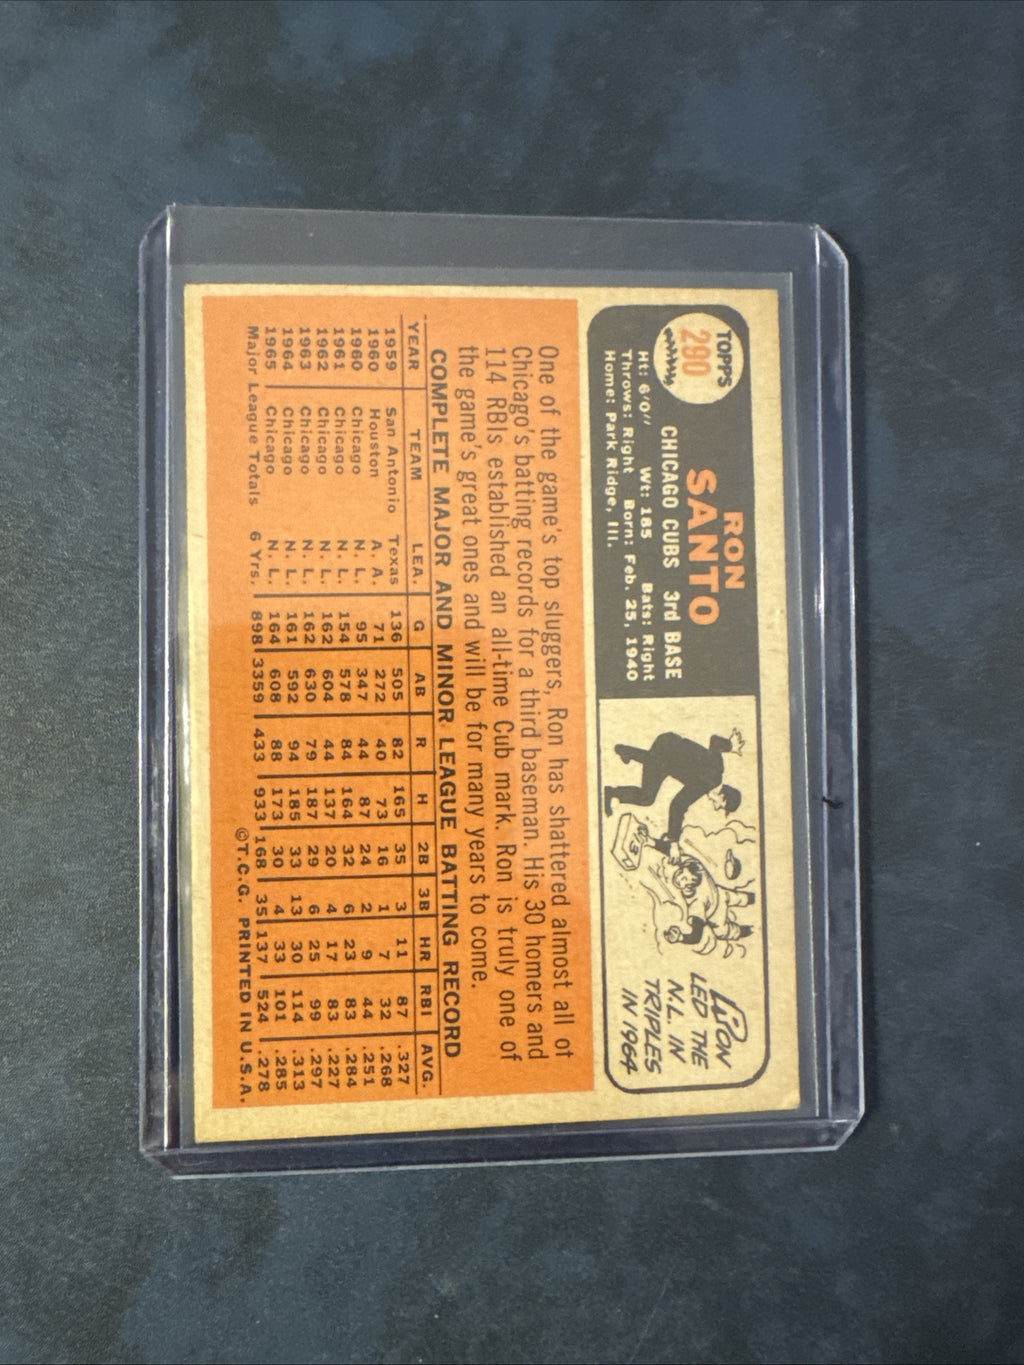 TOPPS
290
RON
SANTO
CHICAGO CUBS 3rd BASE
Ht: 6'0" Wt: 185 Bats: Right
Throws: Right Born: Feb. 25, 1940
Home: Park Ridge, Ill.
RON
LED THE
N.L. IN
TRIPLES
IN 1964
One of the game's top sluggers, Ron has shattered almost all of
Chicago's batting records for a third baseman. His 30 homers and
114 RBIs established an all-time Cub mark. Ron is truly one of
the game's great ones and will be for many years to come.
COMPLETE MAJOR AND MINOR LEAGUE BATTING RECORD
YEAR TEAM LEA. G AB R H 2B 3B HR RBI AVG.
1959 San Antonio Texas 136 505 82 165 35 3 11 87 .327
1960 Houston A. A. 71 272 40 73 16 1 7 32 .268
1960 Chicago N. L. 95 347 44 87 24 2 9 44 .251
1961 Chicago N. L. 154 578 84 164 32 6 23 83 .284
1962 Chicago N. L. 162 604 44 137 20 4 17 83 .227
1963 Chicago N. L. 162 630 79 187 29 6 25 99 .297
1964 Chicago N. L. 161 592 94 185 33 13 30 114 .313
1965 Chicago N. L. 164 608 88 173 30 4 33 101 .285
Major League Totals 6 Yrs. 898 3359 433 933 168 35 137 524 .278
©T.C.G. PRINTED IN U.S.A.